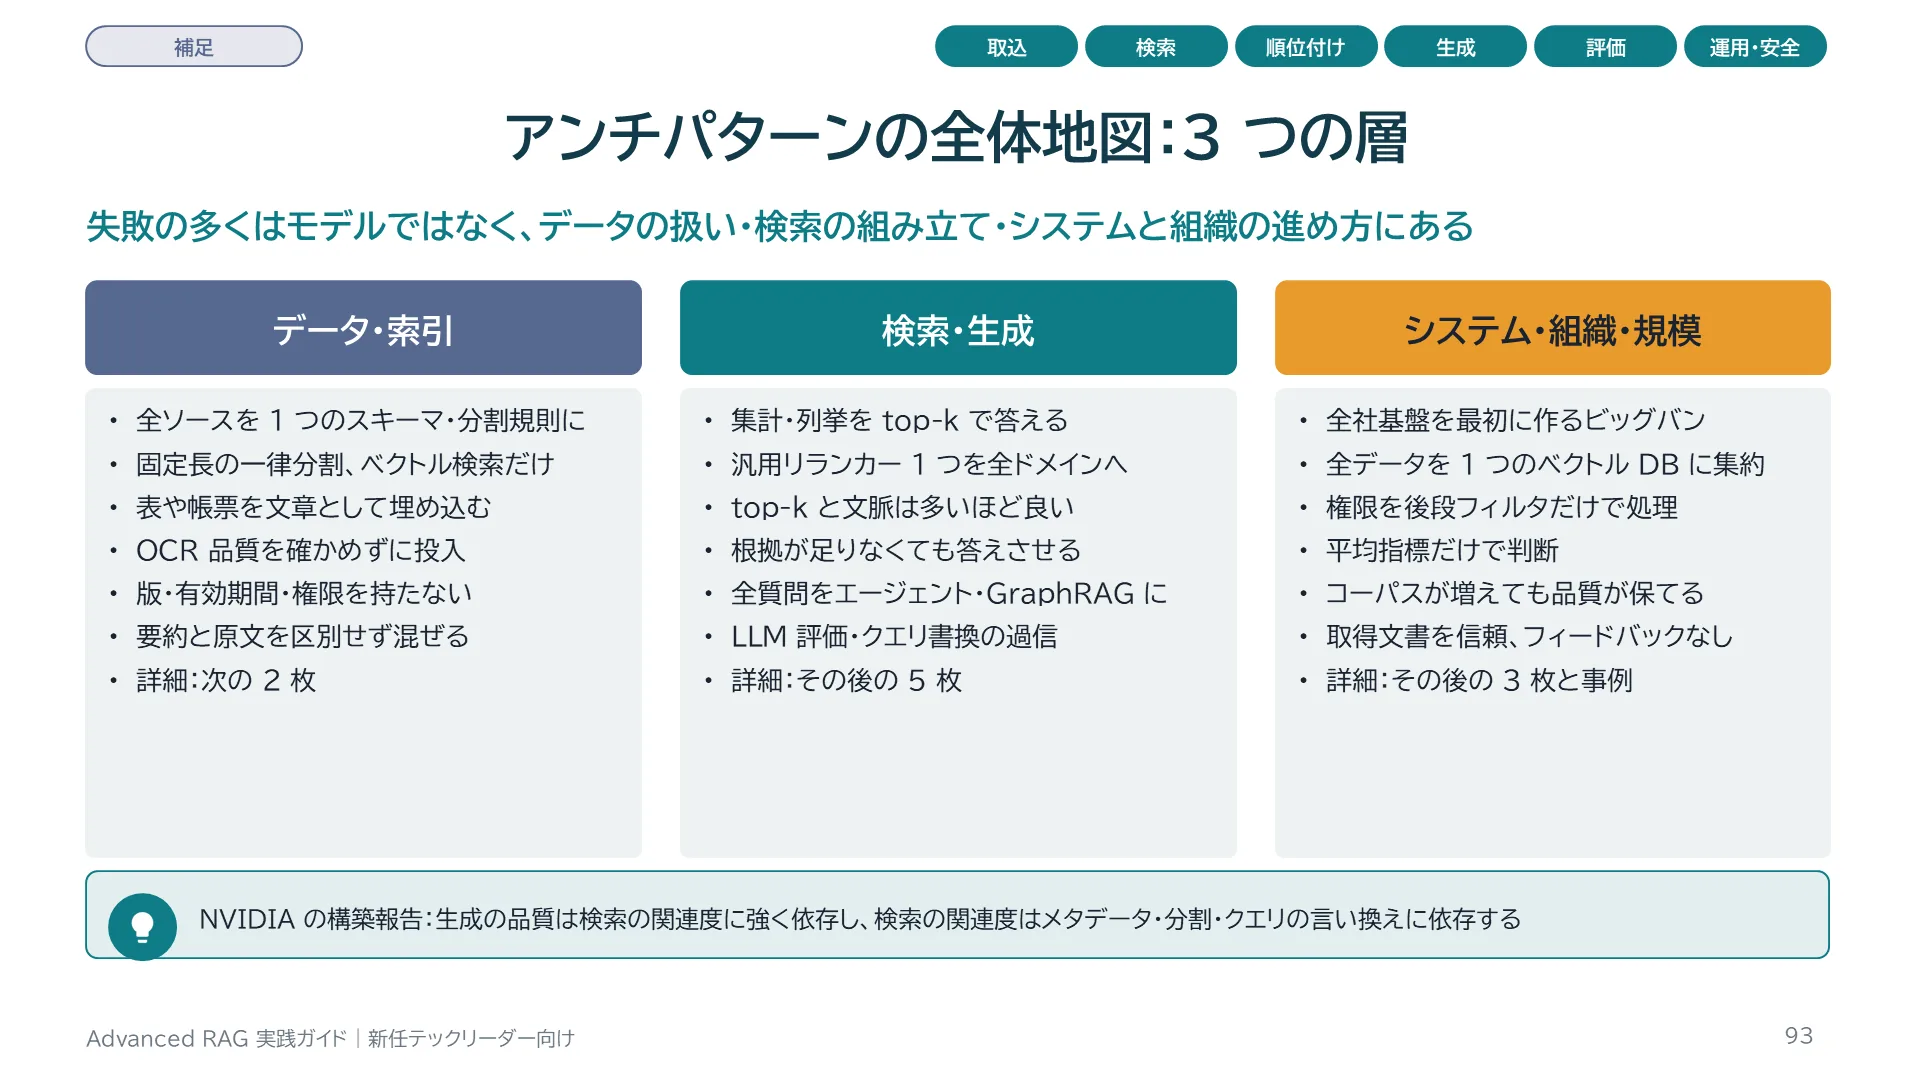 補足
取込
検索
順位付け
生成
評価
運用・安全
アンチパターンの全体地図：3 つの層
失敗の多くはモデルではなく、データの扱い・検索の組み立て・システムと組織の進め方にある
データ・索引
・ 全ソースを 1 つのスキーマ・分割規則に
・ 固定長の一律分割、ベクトル検索だけ
・ 表や帳票を文章として埋め込む
・ OCR 品質を確かめずに投入
・ 版・有効期間・権限を持たない
・ 要約と原文を区別せず混ぜる
・ 詳細：次の 2 枚
検索・生成
・ 集計・列挙を top-k で答える
・ 汎用リランカー 1 つを全ドメインへ
・ top-k と文脈は多いほど良い
・ 根拠が足りなくても答えさせる
・ 全質問をエージェント・GraphRAG に
・ LLM 評価・クエリ書換の過信
・ 詳細：その後の 5 枚
システム・組織・規模
・ 全社基盤を最初に作るビッグバン
・ 全データを 1 つのベクトル DB に集約
・ 権限を後段フィルタだけで処理
・ 平均指標だけで判断
・ コーパスが増えても品質が保てる
・ 取得文書を信頼、フィードバックなし
・ 詳細：その後の 3 枚と事例
NVIDIA の構築報告：生成の品質は検索の関連度に強く依存し、検索の関連度はメタデータ・分割・クエリの言い換えに依存する
Advanced RAG 実践ガイド｜新任テックリーダー向け
93